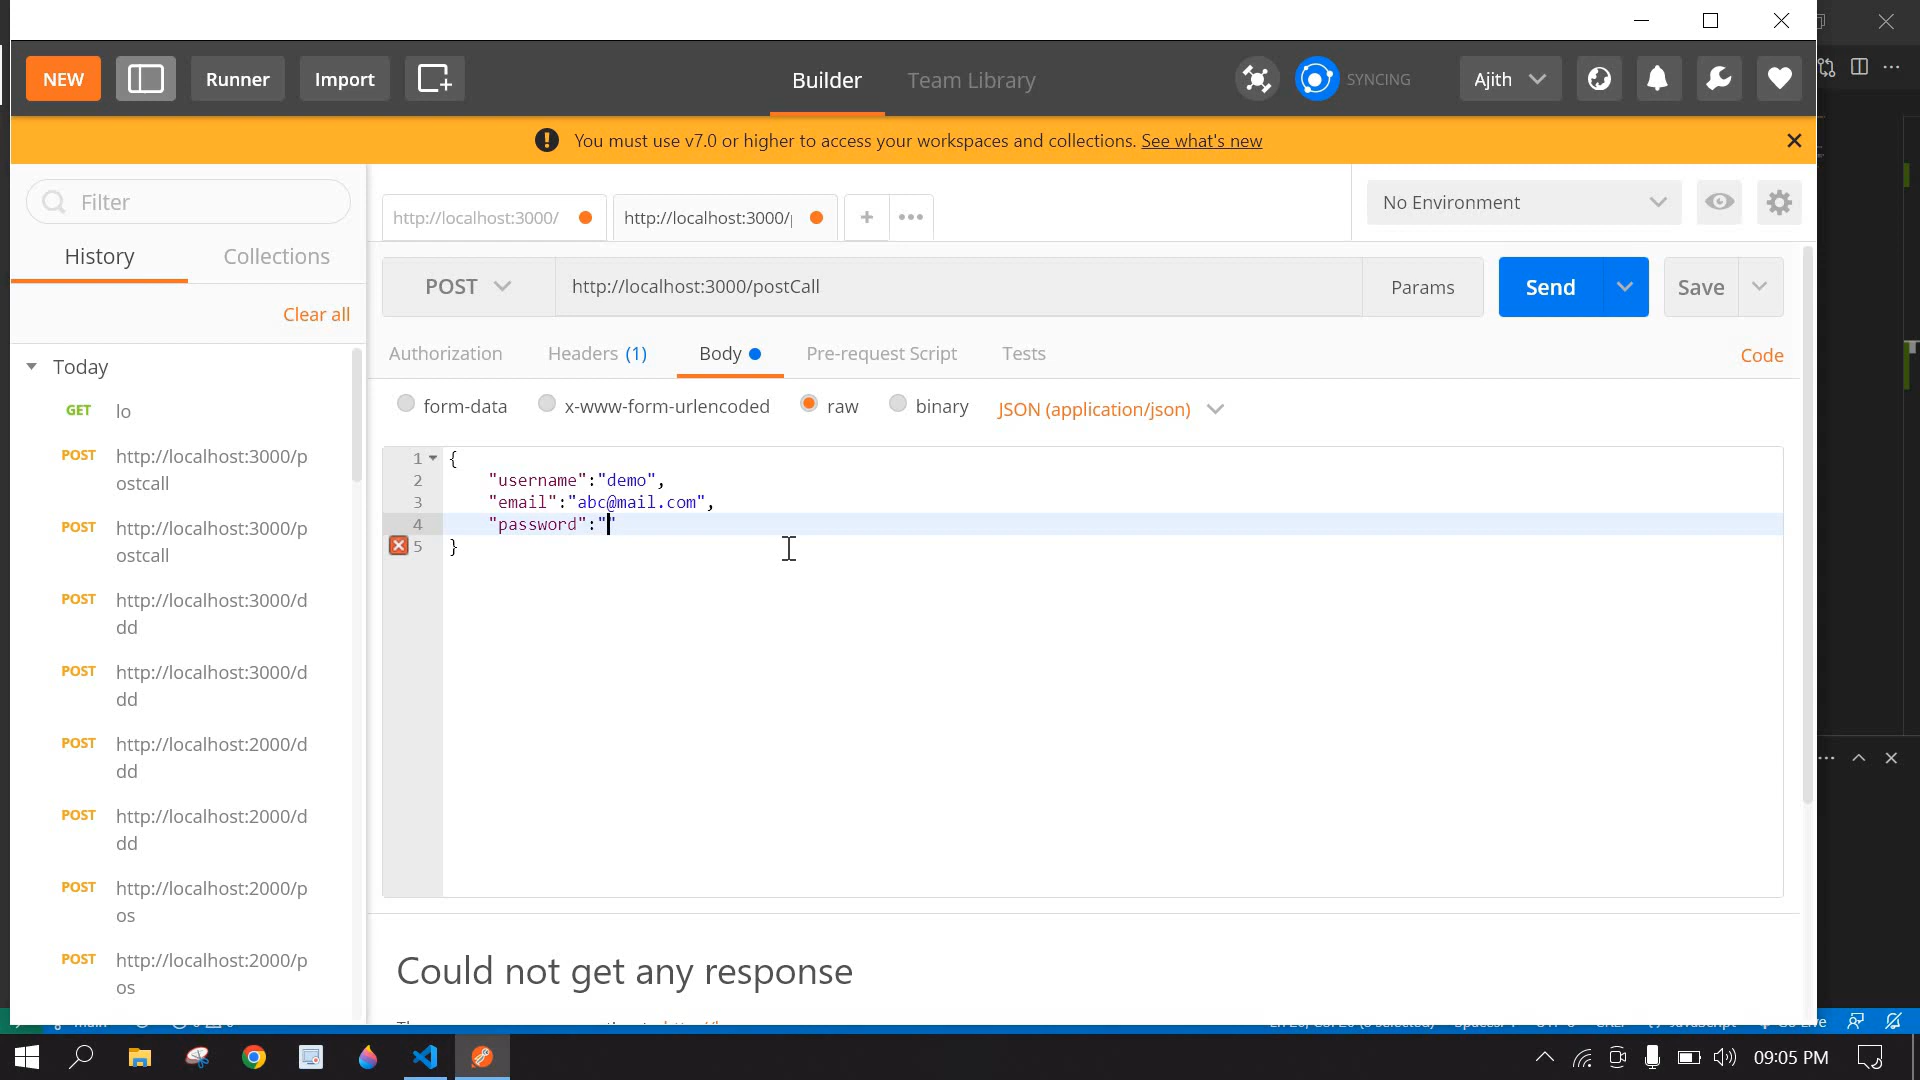 NEW
Runner
Import
Builder
Team Library
SYNCING
Ajith
You must use v7.0 or higher to access your workspaces and collections. See what's new
Filter
History
Collections
Clear all
Today
GET lo
POST http://localhost:3000/p
ostcall
POST http://localhost:3000/p
ostcall
POST http://localhost:3000/d
dd
POST http://localhost:3000/d
dd
POST http://localhost:2000/d
dd
POST http://localhost:2000/d
dd
POST http://localhost:2000/p
os
POST http://localhost:2000/p
os
http://localhost:3000/
http://localhost:3000/
No Environment
POST
http://localhost:3000/postCall
Params
Send
Save
Authorization
Headers (1)
Body
Pre-request Script
Tests
Code
form-data
x-www-form-urlencoded
raw
binary
JSON (application/json)
1 {
2 "username":"demo",
3 "email":"abc@mail.com",
4 "password":""
5 }
Could not get any response
09:05 PM